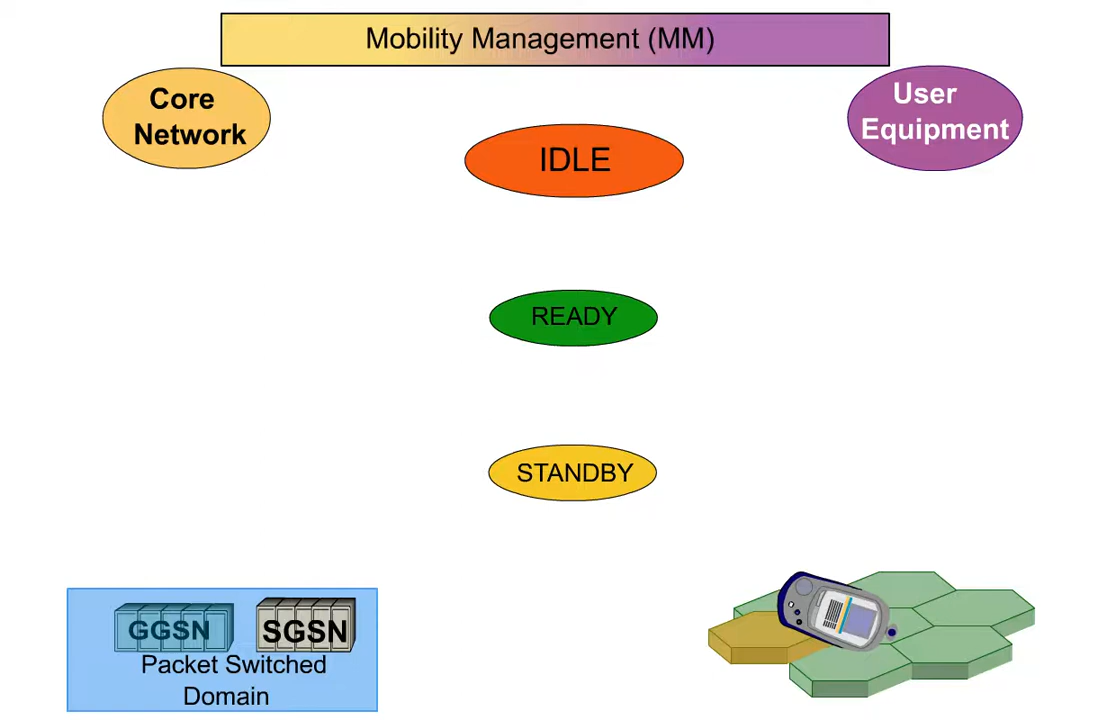 Mobility Management (MM)
Core
Network
User
Equipment
IDLE
READY
STANDBY
GGSN
SGSN
Packet Switched
Domain